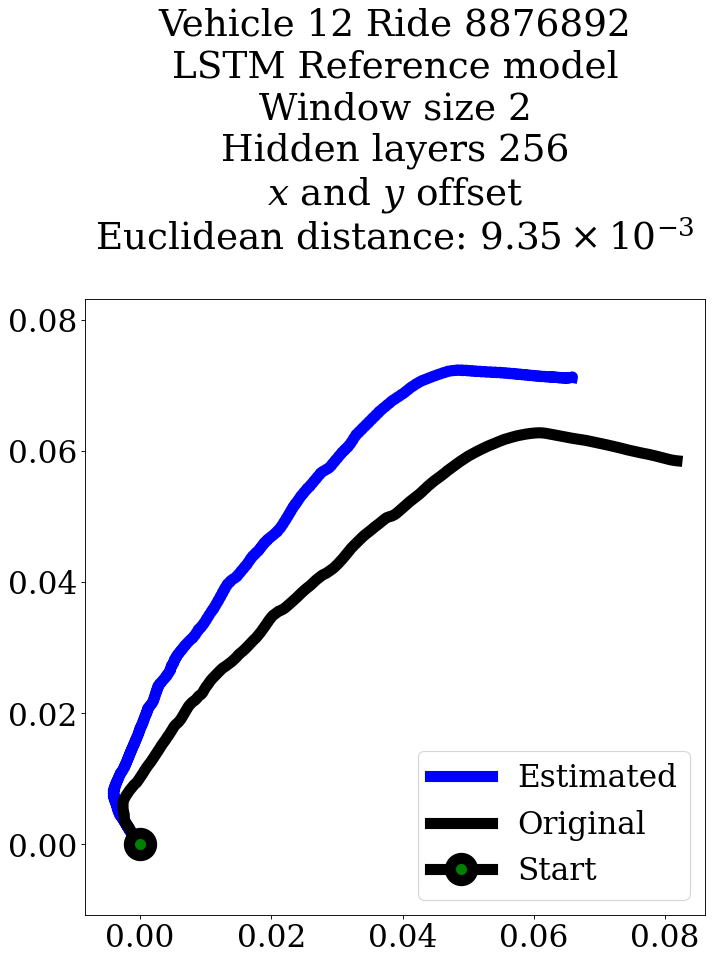 Vehicle 12 Ride 8876892
LSTM Reference model
Window size 2
Hidden layers 256
x and y offset
Euclidean distance: 9.35 × 10⁻³
0.08
0.06
0.04
0.02
0.00
Estimated
Original
Start
0.00 0.02 0.04 0.06 0.08